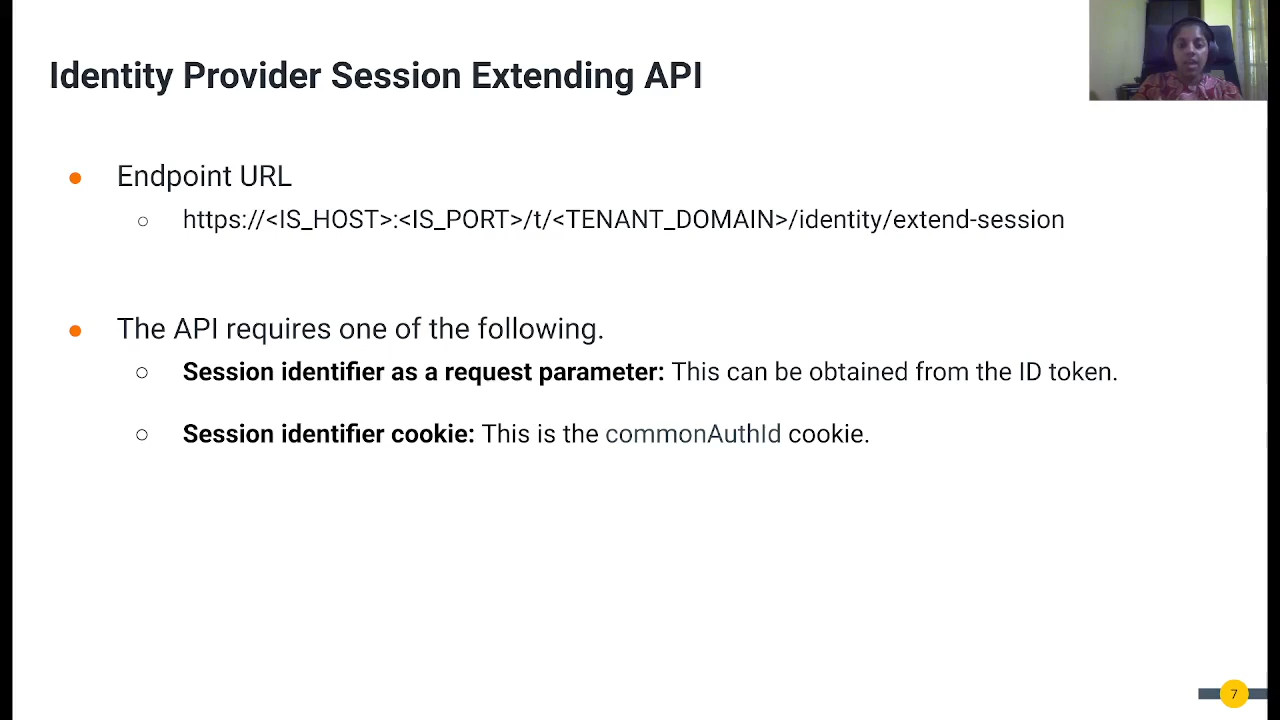 Identity Provider Session Extending API
● Endpoint URL
○ https://<IS_HOST>:<IS_PORT>/t/<TENANT_DOMAIN>/identity/extend-session
● The API requires one of the following.
○ Session identifier as a request parameter: This can be obtained from the ID token.
○ Session identifier cookie: This is the commonAuthId cookie.
7